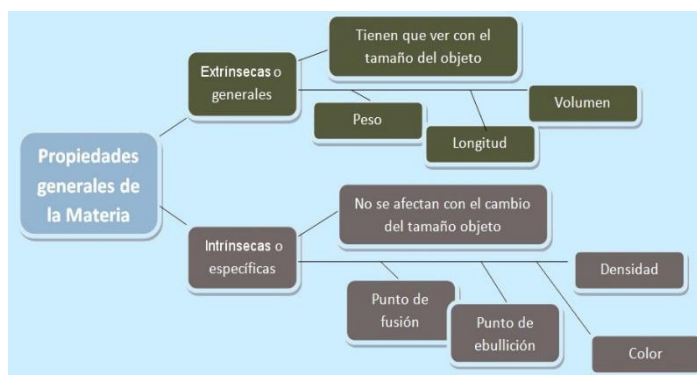 Propiedades
generales de
la Materia
Extrínsecas o
generales
Tienen que ver con el
tamaño del objeto
Peso
Longitud
Volumen
Intrínsecas o
específicas
No se afectan con el cambio
del tamaño objeto
Punto de
fusión
Punto de
ebullición
Densidad
Color